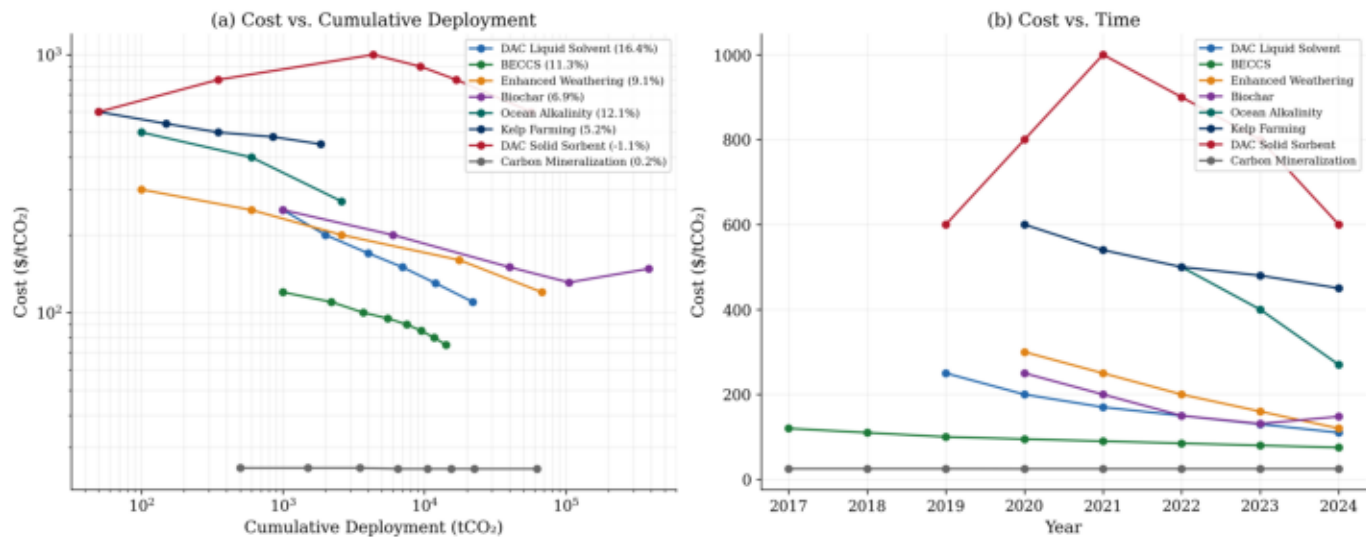 (a) Cost vs. Cumulative Deployment
10³
10²
Cost ($/tCO₂)
DAC Liquid Solvent (16.4%)
BECCS (11.3%)
Enhanced Weathering (9.1%)
Biochar (6.9%)
Ocean Alkalinity (12.1%)
Kelp Farming (5.2%)
DAC Solid Sorbent (-1.1%)
Carbon Mineralization (0.2%)
10² 10³ 10⁴ 10⁵
Cumulative Deployment (tCO₂)
(b) Cost vs. Time
1000
800
600
400
200
0
Cost ($/tCO₂)
DAC Liquid Solvent
BECCS
Enhanced Weathering
Biochar
Ocean Alkalinity
Kelp Farming
DAC Solid Sorbent
Carbon Mineralization
2017 2018 2019 2020 2021 2022 2023 2024
Year